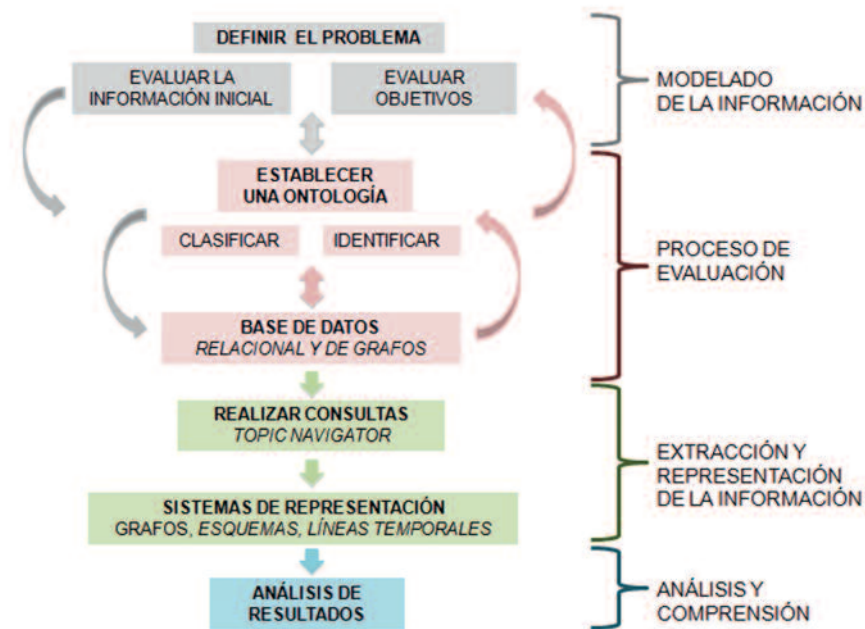 DEFINIR EL PROBLEMA
EVALUAR LA
INFORMACIÓN INICIAL
EVALUAR
OBJETIVOS
MODELADO
DE LA INFORMACIÓN
ESTABLECER
UNA ONTOLOGÍA
CLASIFICAR
IDENTIFICAR
PROCESO DE
EVALUACIÓN
BASE DE DATOS
RELACIONAL Y DE GRAFOS
REALIZAR CONSULTAS
TOPIC NAVIGATOR
EXTRACCIÓN Y
REPRESENTACIÓN
DE LA INFORMACIÓN
SISTEMAS DE REPRESENTACIÓN
GRAFOS, ESQUEMAS, LÍNEAS TEMPORALES
ANÁLISIS DE
RESULTADOS
ANÁLISIS Y
COMPRENSIÓN